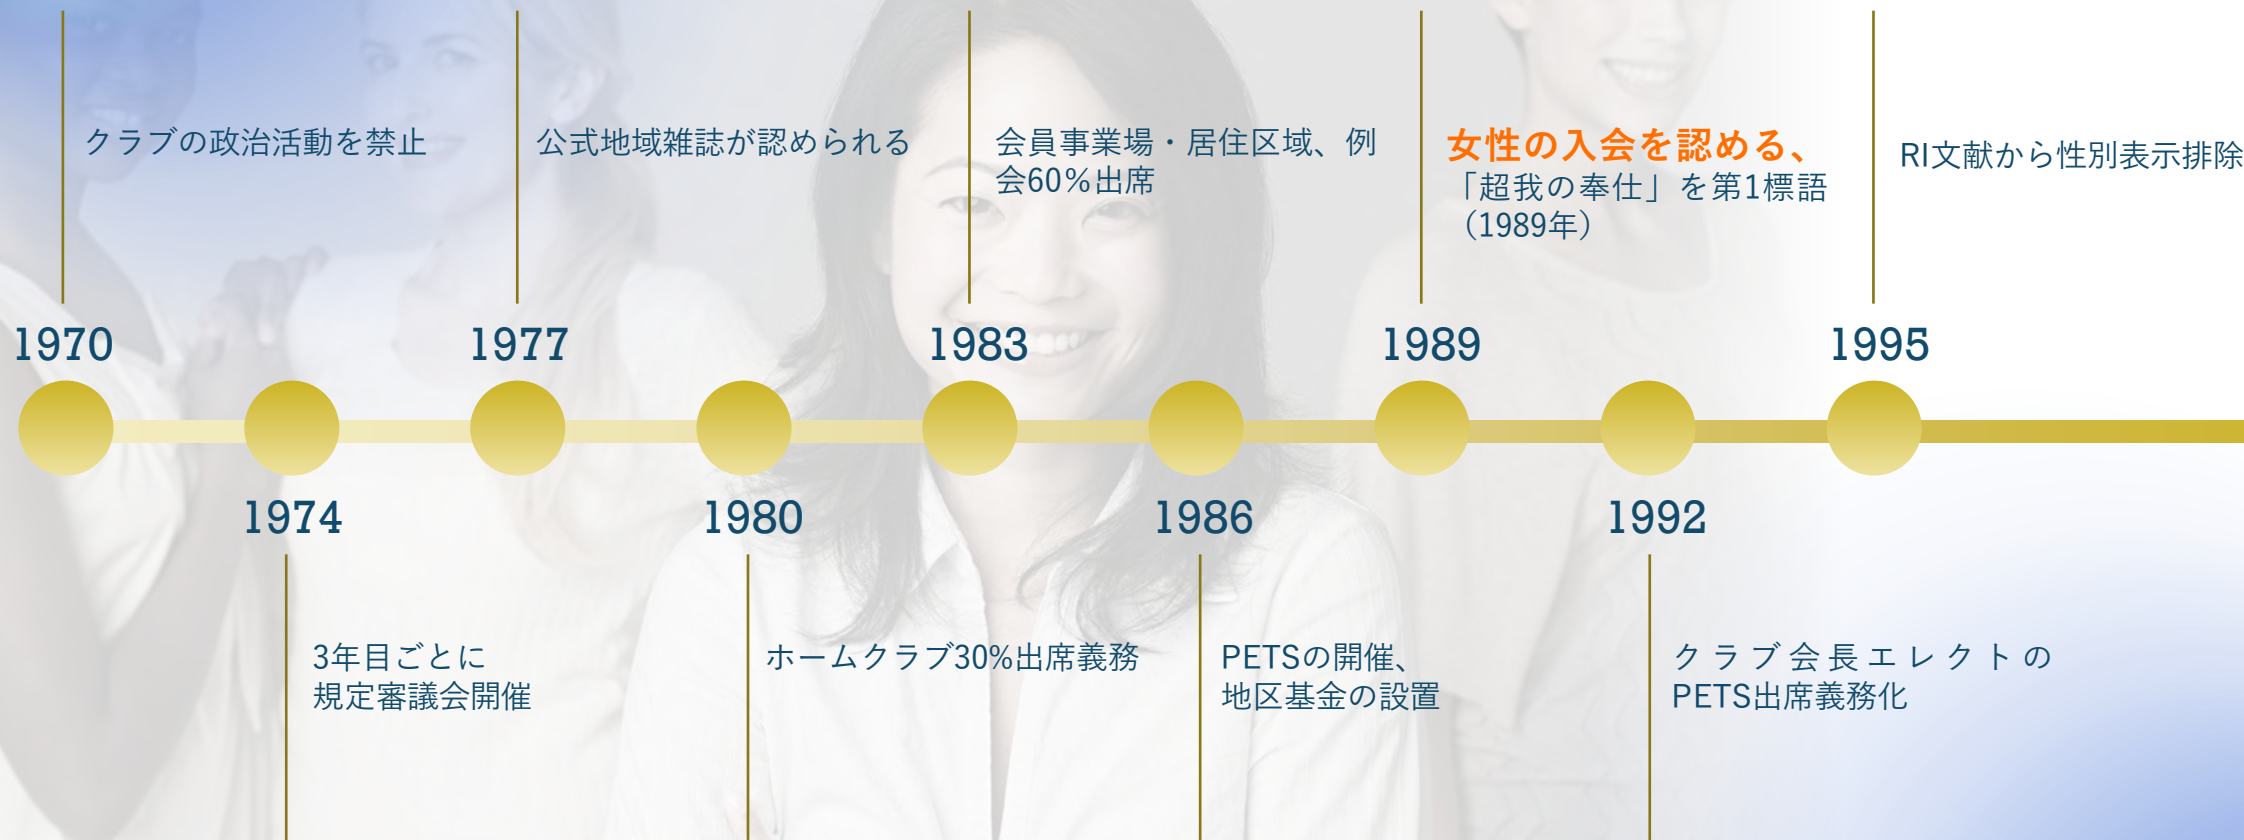 クラブの政治活動を禁止
公式地域雑誌が認められる
会員事業場・居住区域、例
会60%出席
女性の入会を認める、
「超我の奉仕」を第1標語
(1989年)
RI文献から性別表示排除
1970
1977
1983
1989
1995
1974
1980
1986
1992
3年目ごとに
規定審議会開催
ホームクラブ30%出席義務
PETSの開催、
地区基金の設置
クラブ会長エレクトの
PETS出席義務化